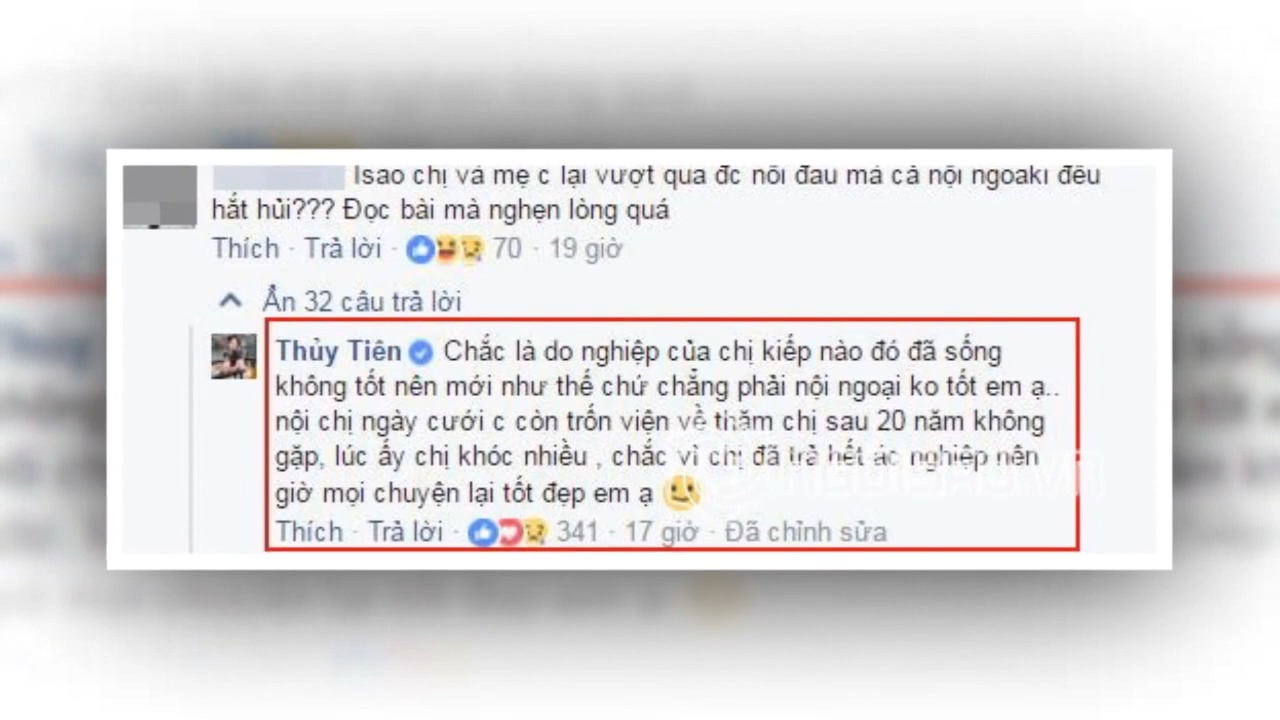 Isao chị và mẹ c lại vượt qua đc nỗi đau mà cả nội ngoaki đều
hắt hủi??? Đọc bài mà nghẹn lòng quá
Thích · Trả lời · 70 · 19 giờ
Ẩn 32 câu trả lời
Thủy Tiên Chắc là do nghiệp của chị kiếp nào đó đã sống
không tốt nên mới như thế chứ chẳng phải nội ngoại ko tốt em ạ..
nội chị ngày cưới c còn trốn viện về thăm chị sau 20 năm không
gặp, lúc ấy chị khóc nhiều , chắc vì chị đã trả hết ác nghiệp nên
giờ mọi chuyện lại tốt đẹp em ạ
Thích · Trả lời · 341 · 17 giờ · Đã chỉnh sửa